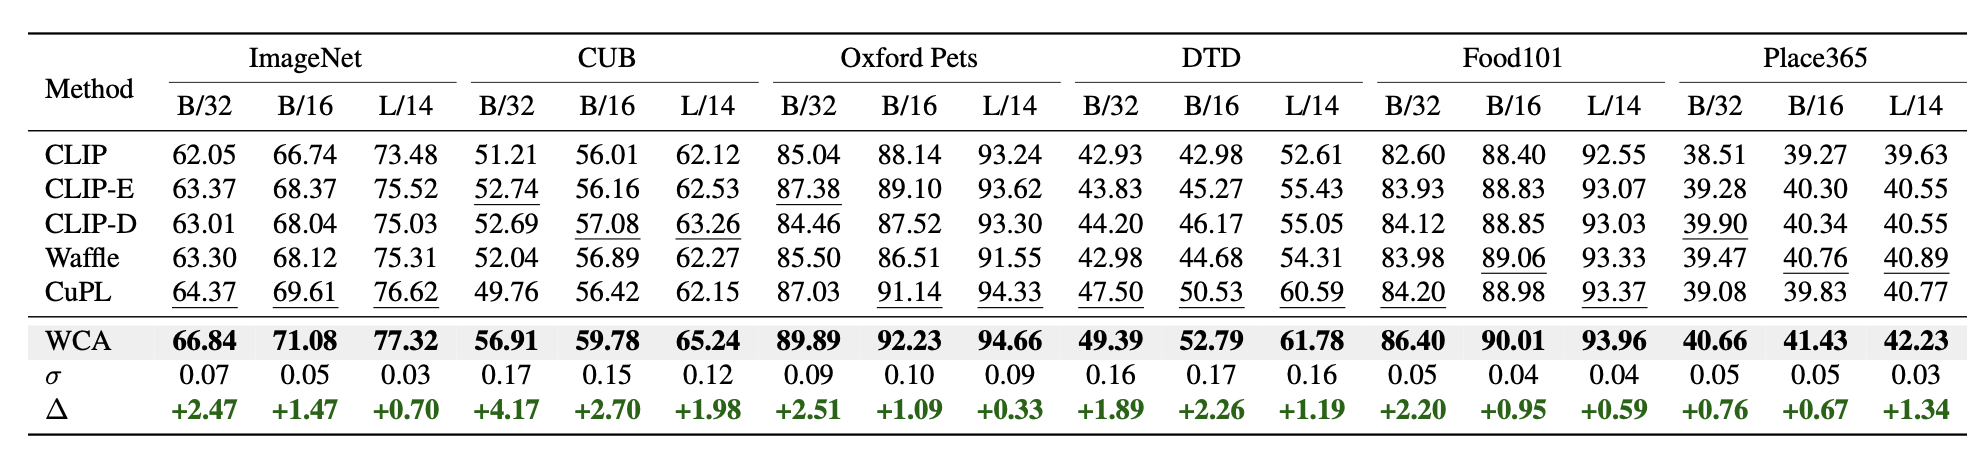 ImageNet CUB Oxford Pets DTD Food101 Place365
Method
B/32 B/16 L/14 B/32 B/16 L/14 B/32 B/16 L/14 B/32 B/16 L/14 B/32 B/16 L/14 B/32 B/16 L/14
CLIP 62.05 66.74 73.48 51.21 56.01 62.12 85.04 88.14 93.24 42.93 42.98 52.61 82.60 88.40 92.55 38.51 39.27 39.63
CLIP-E 63.37 68.37 75.52 52.74 56.16 62.53 87.38 89.10 93.62 43.83 45.27 55.43 83.93 88.83 93.07 39.28 40.30 40.55
CLIP-D 63.01 68.04 75.03 52.69 57.08 63.26 84.46 87.52 93.30 44.20 46.17 55.05 84.12 88.85 93.03 39.90 40.34 40.55
Waffle 63.30 68.12 75.31 52.04 56.89 62.27 85.50 86.51 91.55 42.98 44.68 54.31 83.98 89.06 93.33 39.47 40.76 40.89
CuPL 64.37 69.61 76.62 49.76 56.42 62.15 87.03 91.14 94.33 47.50 50.53 60.59 84.20 88.98 93.37 39.08 39.83 40.77
WCA 66.84 71.08 77.32 56.91 59.78 65.24 89.89 92.23 94.66 49.39 52.79 61.78 86.40 90.01 93.96 40.66 41.43 42.23
σ 0.07 0.05 0.03 0.17 0.15 0.12 0.09 0.10 0.09 0.16 0.17 0.16 0.05 0.04 0.04 0.05 0.05 0.03
Δ +2.47 +1.47 +0.70 +4.17 +2.70 +1.98 +2.51 +1.09 +0.33 +1.89 +2.26 +1.19 +2.20 +0.95 +0.59 +0.76 +0.67 +1.34